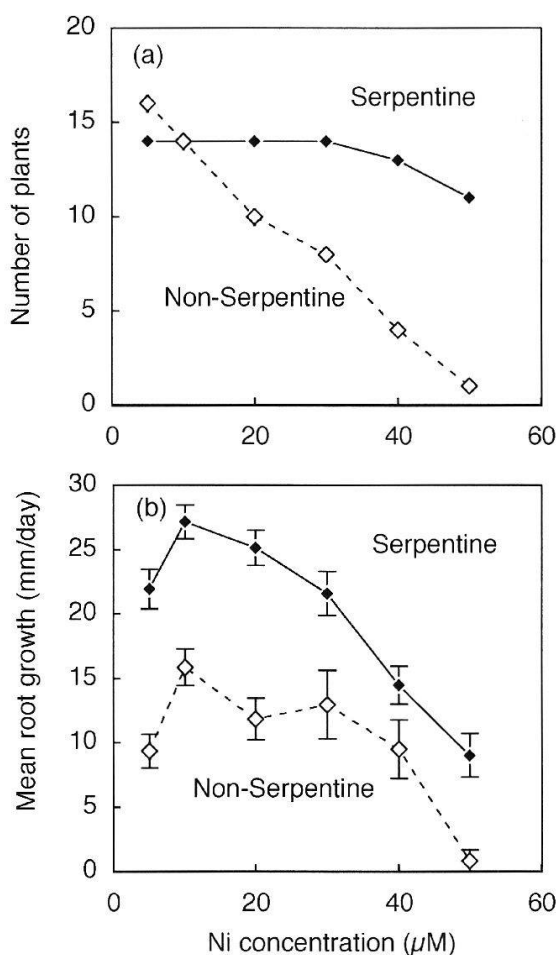 (a)
Serpentine
Non-Serpentine
Number of plants
20
15
10
5
0
0 20 40 60
(b)
Serpentine
Non-Serpentine
Mean root growth (mm/day)
30
25
20
15
10
5
0
0 20 40 60
Ni concentration (µM)